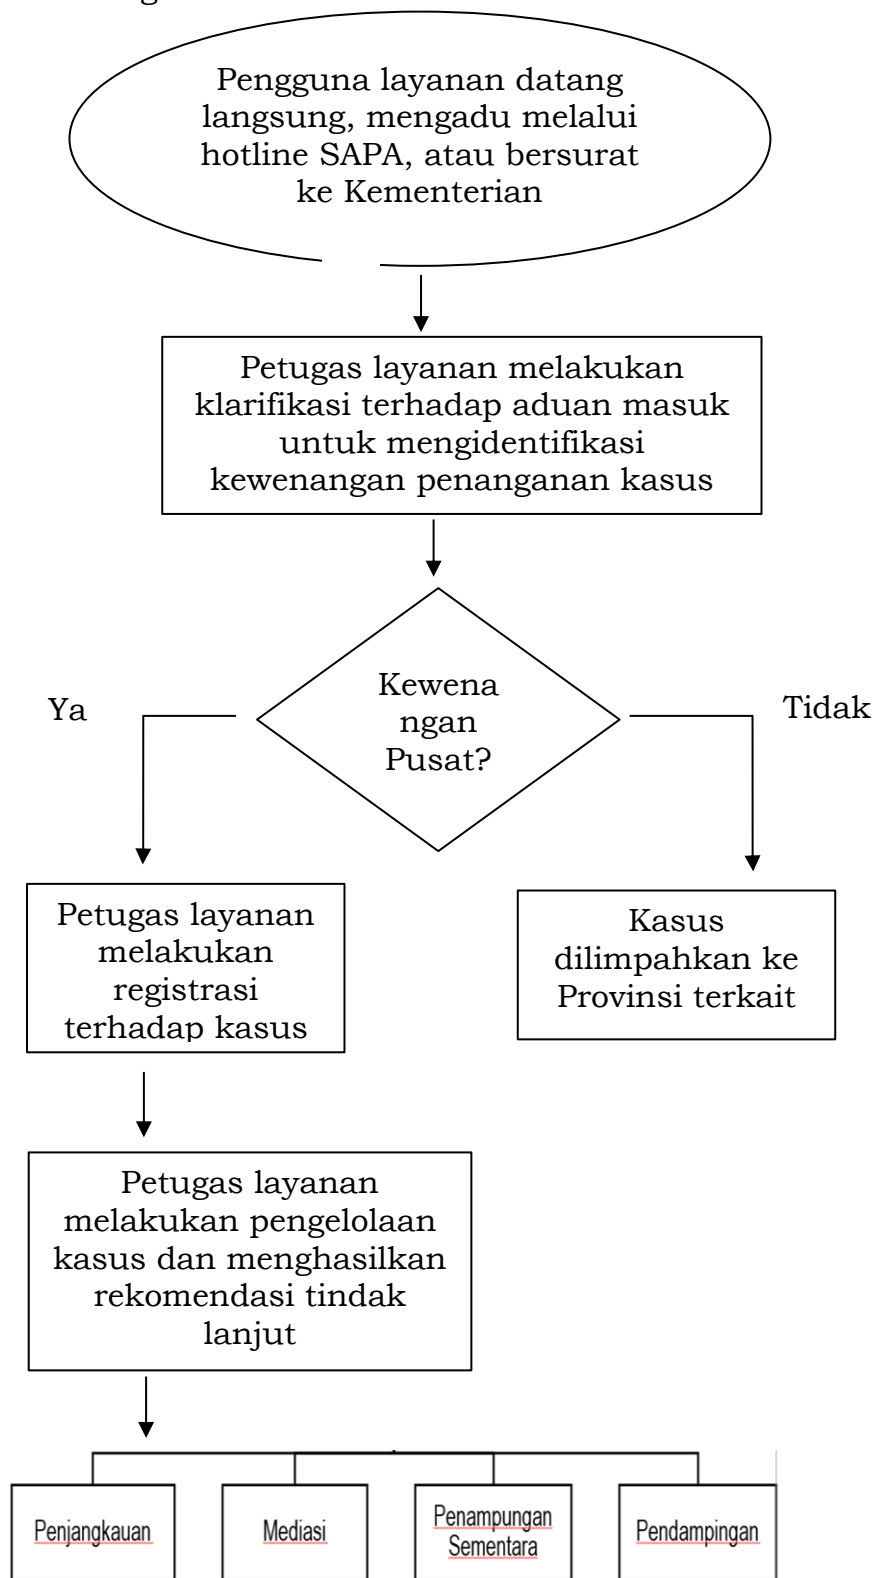 Pengguna layanan datang
langsung, mengadu melalui
hotline SAPA, atau bersurat
ke Kementerian
Petugas layanan melakukan
klarifikasi terhadap aduan masuk
untuk mengidentifikasi
kewenangan penanganan kasus
Kewena
ngan
Pusat?
Ya
Tidak
Petugas layanan
melakukan
registrasi
terhadap kasus
Kasus
dilimpahkan ke
Provinsi terkait
Petugas layanan
melakukan pengelolaan
kasus dan menghasilkan
rekomendasi tindak
lanjut
Penjangkauan
Mediasi
Penampungan
Sementara
Pendampingan